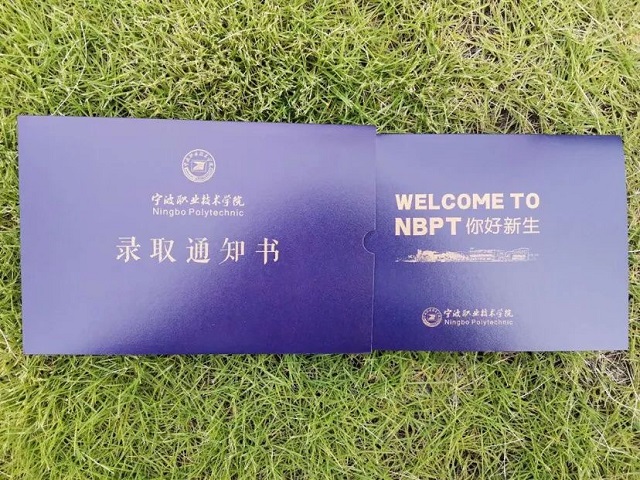 宁波职业技术学院
Ningbo Polytechnic
录取通知书
WELCOME TO
NBPT 你好新生
宁波职业技术学院
Ningbo Polytechnic